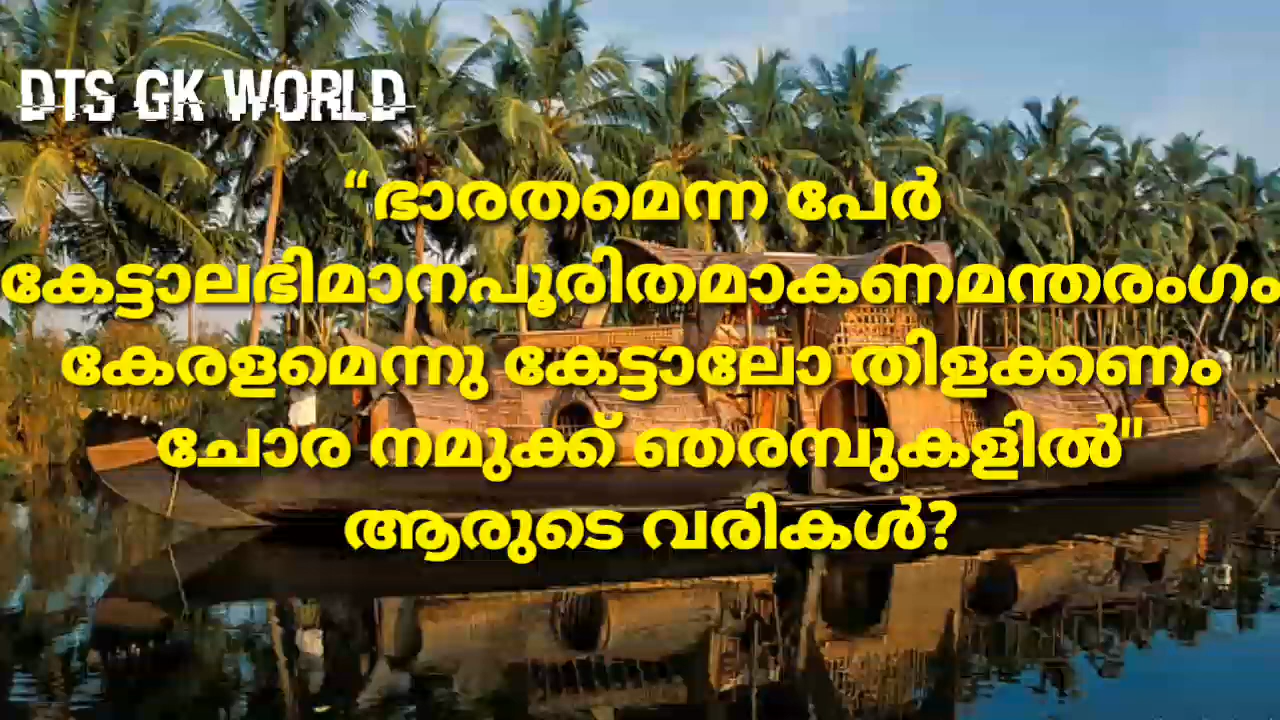 DTS GK WORLD
“ഭാരതമെന്ന പേർ
കേട്ടാലഭിമാനപൂരിതമാകണമന്തരംഗം
കേരളമെന്നു കേട്ടാലോ തിളക്കണം
ചോര നമുക്ക് ഞരമ്പുകളിൽ"
ആരുടെ വരികൾ?